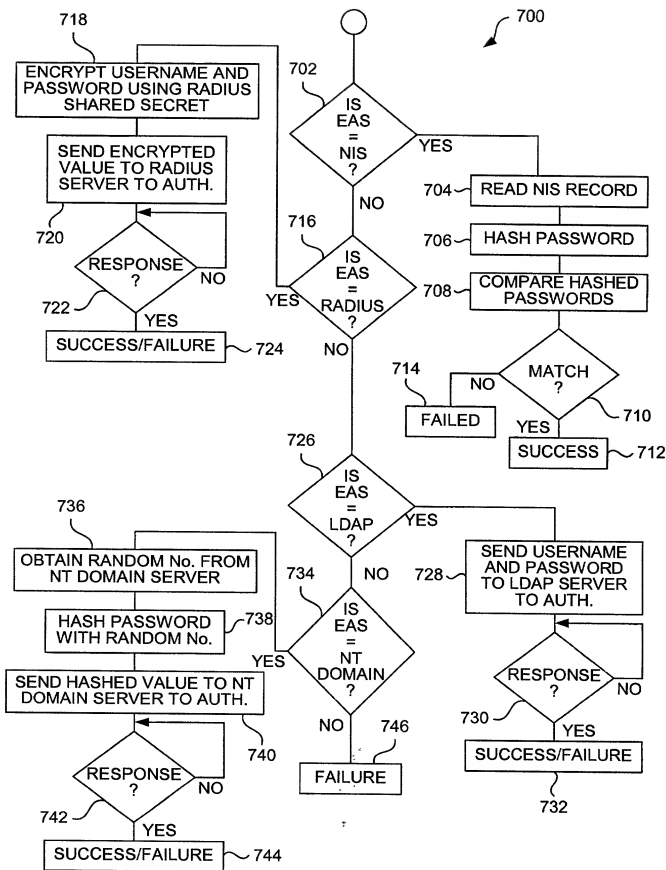 700
702
IS
EAS
=
NIS
?
YES
NO
704
READ NIS RECORD
706
HASH PASSWORD
708
COMPARE HASHED
PASSWORDS
MATCH
?
710
NO
714
FAILED
YES
SUCCESS
712
716
IS
EAS
=
RADIUS
?
YES
NO
718
ENCRYPT USERNAME AND
PASSWORD USING RADIUS
SHARED SECRET
SEND ENCRYPTED
VALUE TO RADIUS
SERVER TO AUTH.
720
RESPONSE
?
NO
722
YES
SUCCESS/FAILURE
724
726
IS
EAS
=
LDAP
?
YES
NO
728
SEND USERNAME
AND PASSWORD
TO LDAP SERVER
TO AUTH.
RESPONSE
?
NO
730
YES
SUCCESS/FAILURE
732
734
IS
EAS
=
NT
DOMAIN
?
YES
NO
746
FAILURE
736
OBTAIN RANDOM No. FROM
NT DOMAIN SERVER
HASH PASSWORD
WITH RANDOM No.
738
SEND HASHED VALUE TO NT
DOMAIN SERVER TO AUTH.
740
RESPONSE
?
NO
742
YES
SUCCESS/FAILURE
744